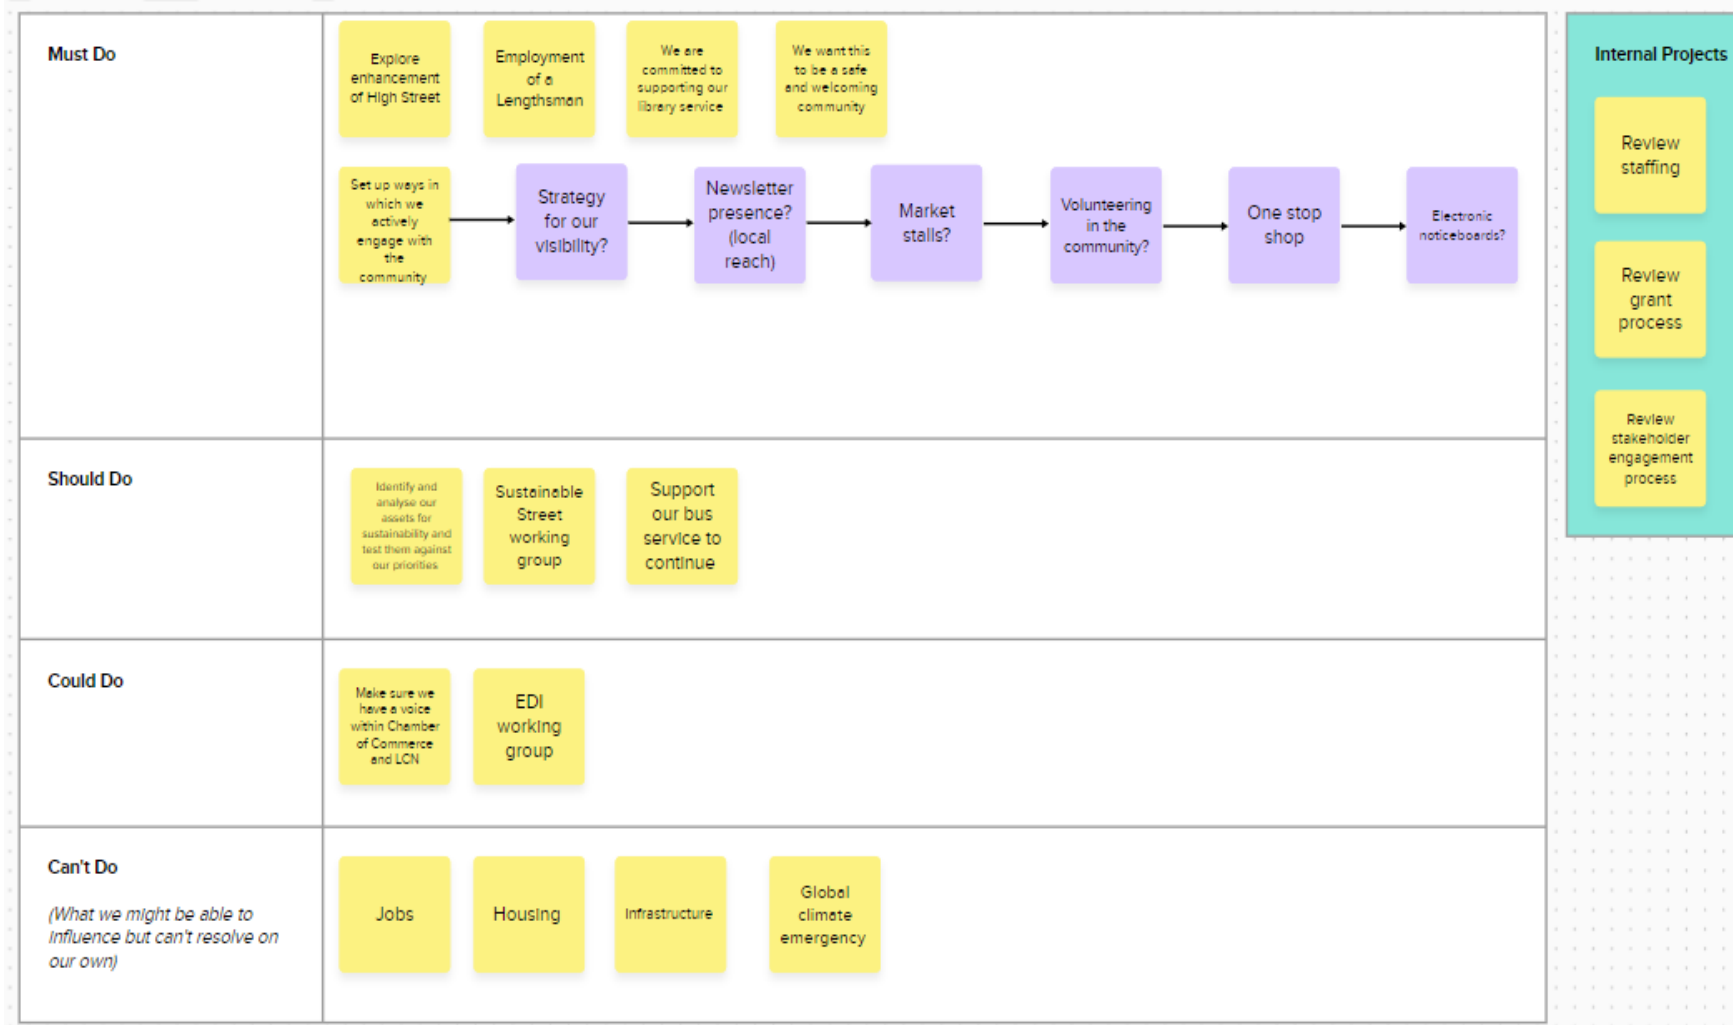 Must Do
Explore
enhancement
of High Street
Employment
of a
Lengthsman
We are
committed to
supporting our
library service
We want this
to be a safe
and welcoming
community
Set up ways in
which we
actively
engage with
the
community
Strategy
for our
visibility?
Newsletter
presence?
(local
reach)
Market
stalls?
Volunteering
in the
community?
One stop
shop
Electronic
noticeboards?
Should Do
Identify and
analyse our
assets for
sustainability and
test them against
our priorities
Sustainable
Street
working
group
Support
our bus
service to
continue
Could Do
Make sure we
have a voice
within Chamber
of Commerce
and LCN
EDI
working
group
Can't Do
(What we might be able to
influence but can't resolve on
our own)
Jobs
Housing
Infrastructure
Global
climate
emergency
Internal Projects
Review
staffing
Review
grant
process
Review
stakeholder
engagement
process